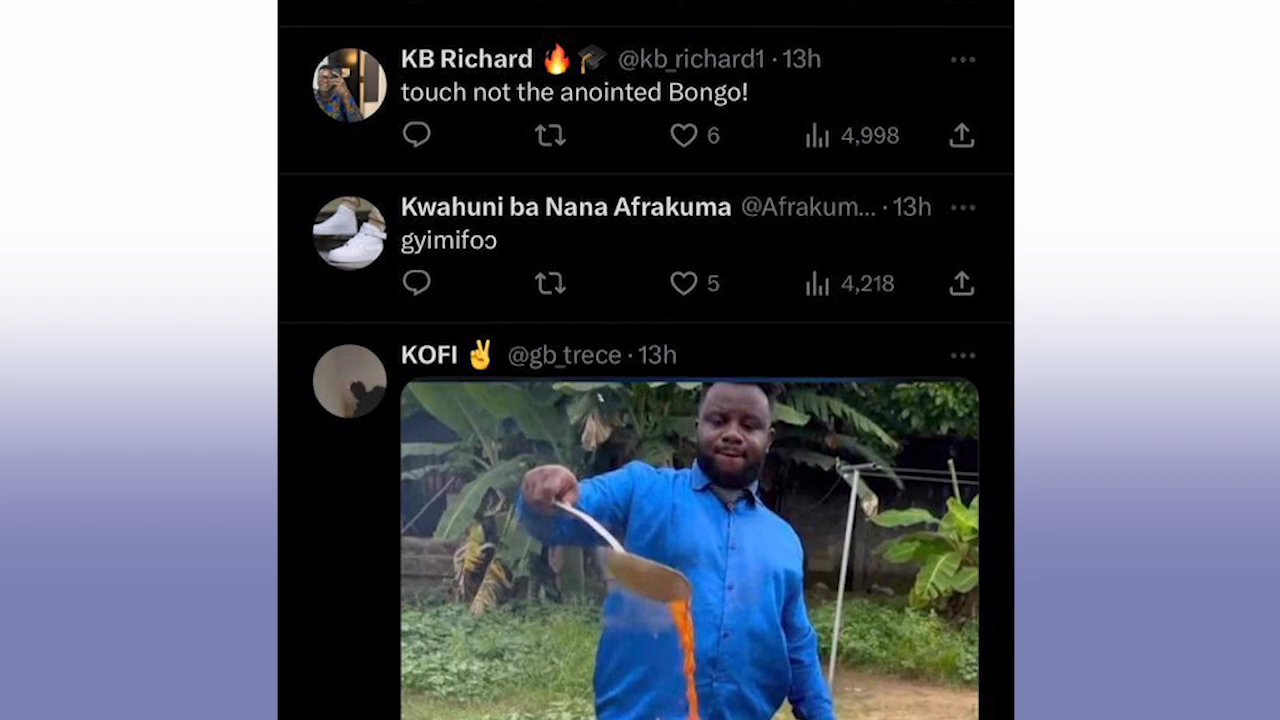 KB Richard 🔥🎓 @kb_richard1 · 13h
touch not the anointed Bongo!
6 4,998
Kwahuni ba Nana Afrakuma @Afrakum... · 13h
gyimifoɔ
5 4,218
KOFI ✌️ @gb_trece · 13h